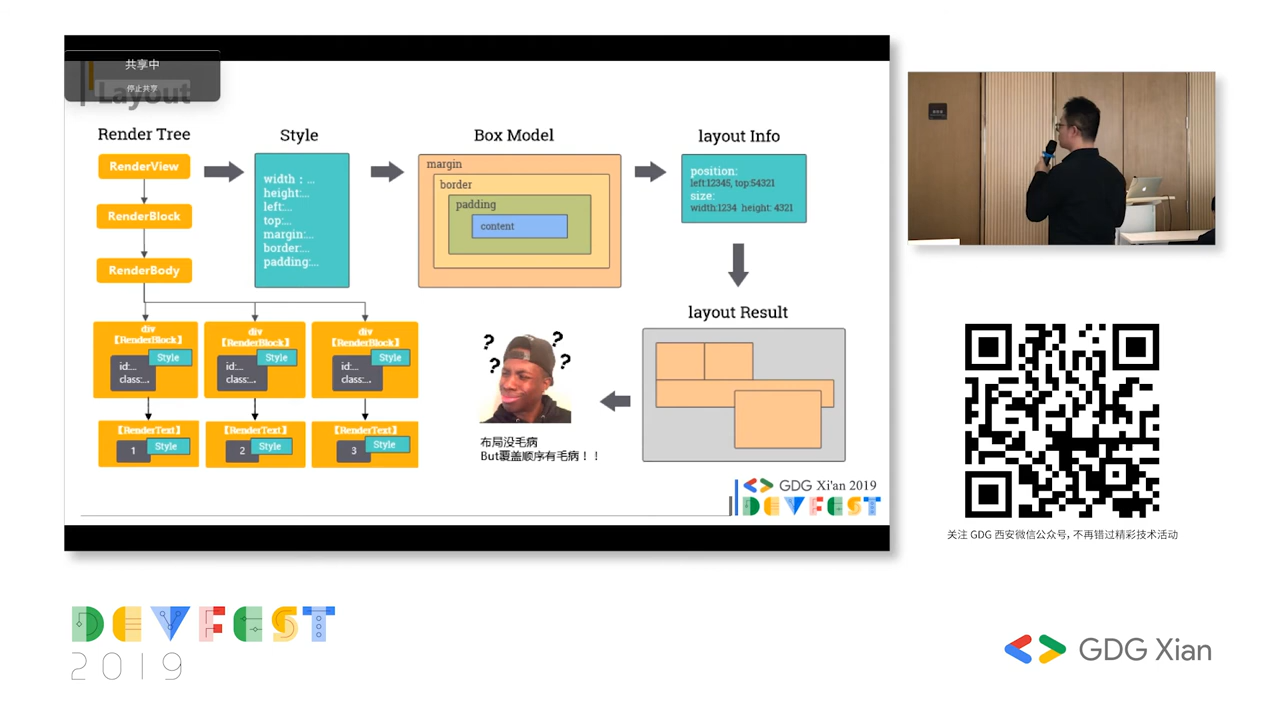 共享中
停止共享
Layout
Render Tree
Style
Box Model
layout Info
RenderView
RenderBlock
RenderBody
width：...
height:...
left:...
top:...
margin:...
border:...
padding:...
margin
border
padding
content
position:
left:12345, top:54321
size:
width:1234 height: 4321
layout Result
div
【RenderBlock】
Style
id:...
class:...
div
【RenderBlock】
Style
id:...
class:...
div
【RenderBlock】
Style
id:...
class:...
【RenderText】
1
Style
【RenderText】
2
Style
【RenderText】
3
Style
? ? ? ?
布局没毛病
But覆盖顺序有毛病！！
GDG Xi'an 2019
DEVFEST
关注 GDG 西安微信公众号, 不再错过精彩技术活动
DEVFEST
2019
GDG Xian